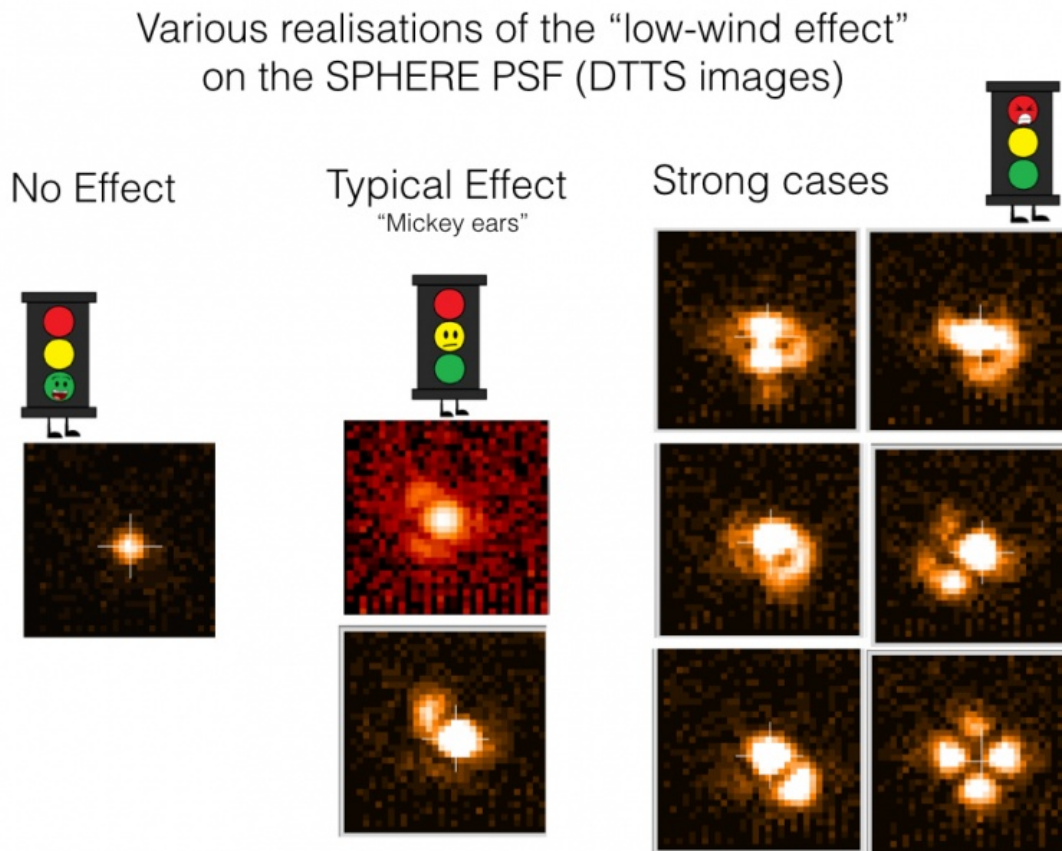 Various realisations of the “low-wind effect”
on the SPHERE PSF (DTTS images)
No Effect
Typical Effect
“Mickey ears”
Strong cases